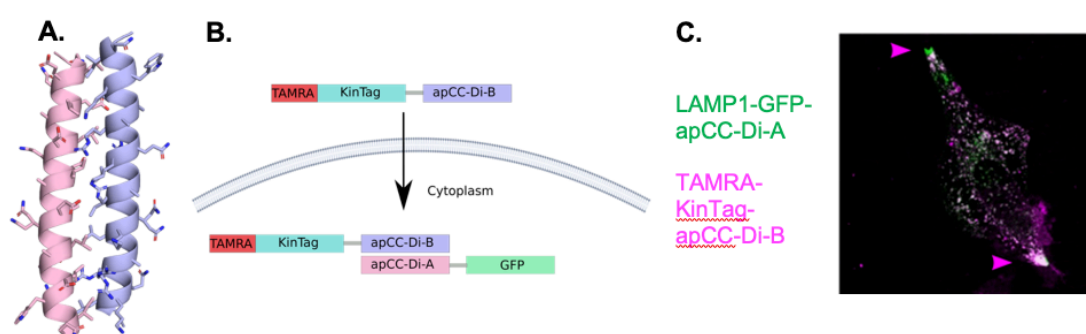 A.
B.
TAMRA KinTag apCC-Di-B
Cytoplasm
TAMRA KinTag apCC-Di-B
apCC-Di-A GFP
C.
LAMP1-GFP-
apCC-Di-A
TAMRA-
KinTag-
apCC-Di-B